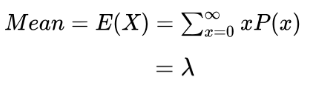 Mean = E(X) = ∑_{x=0}^{∞} xP(x)
= λ